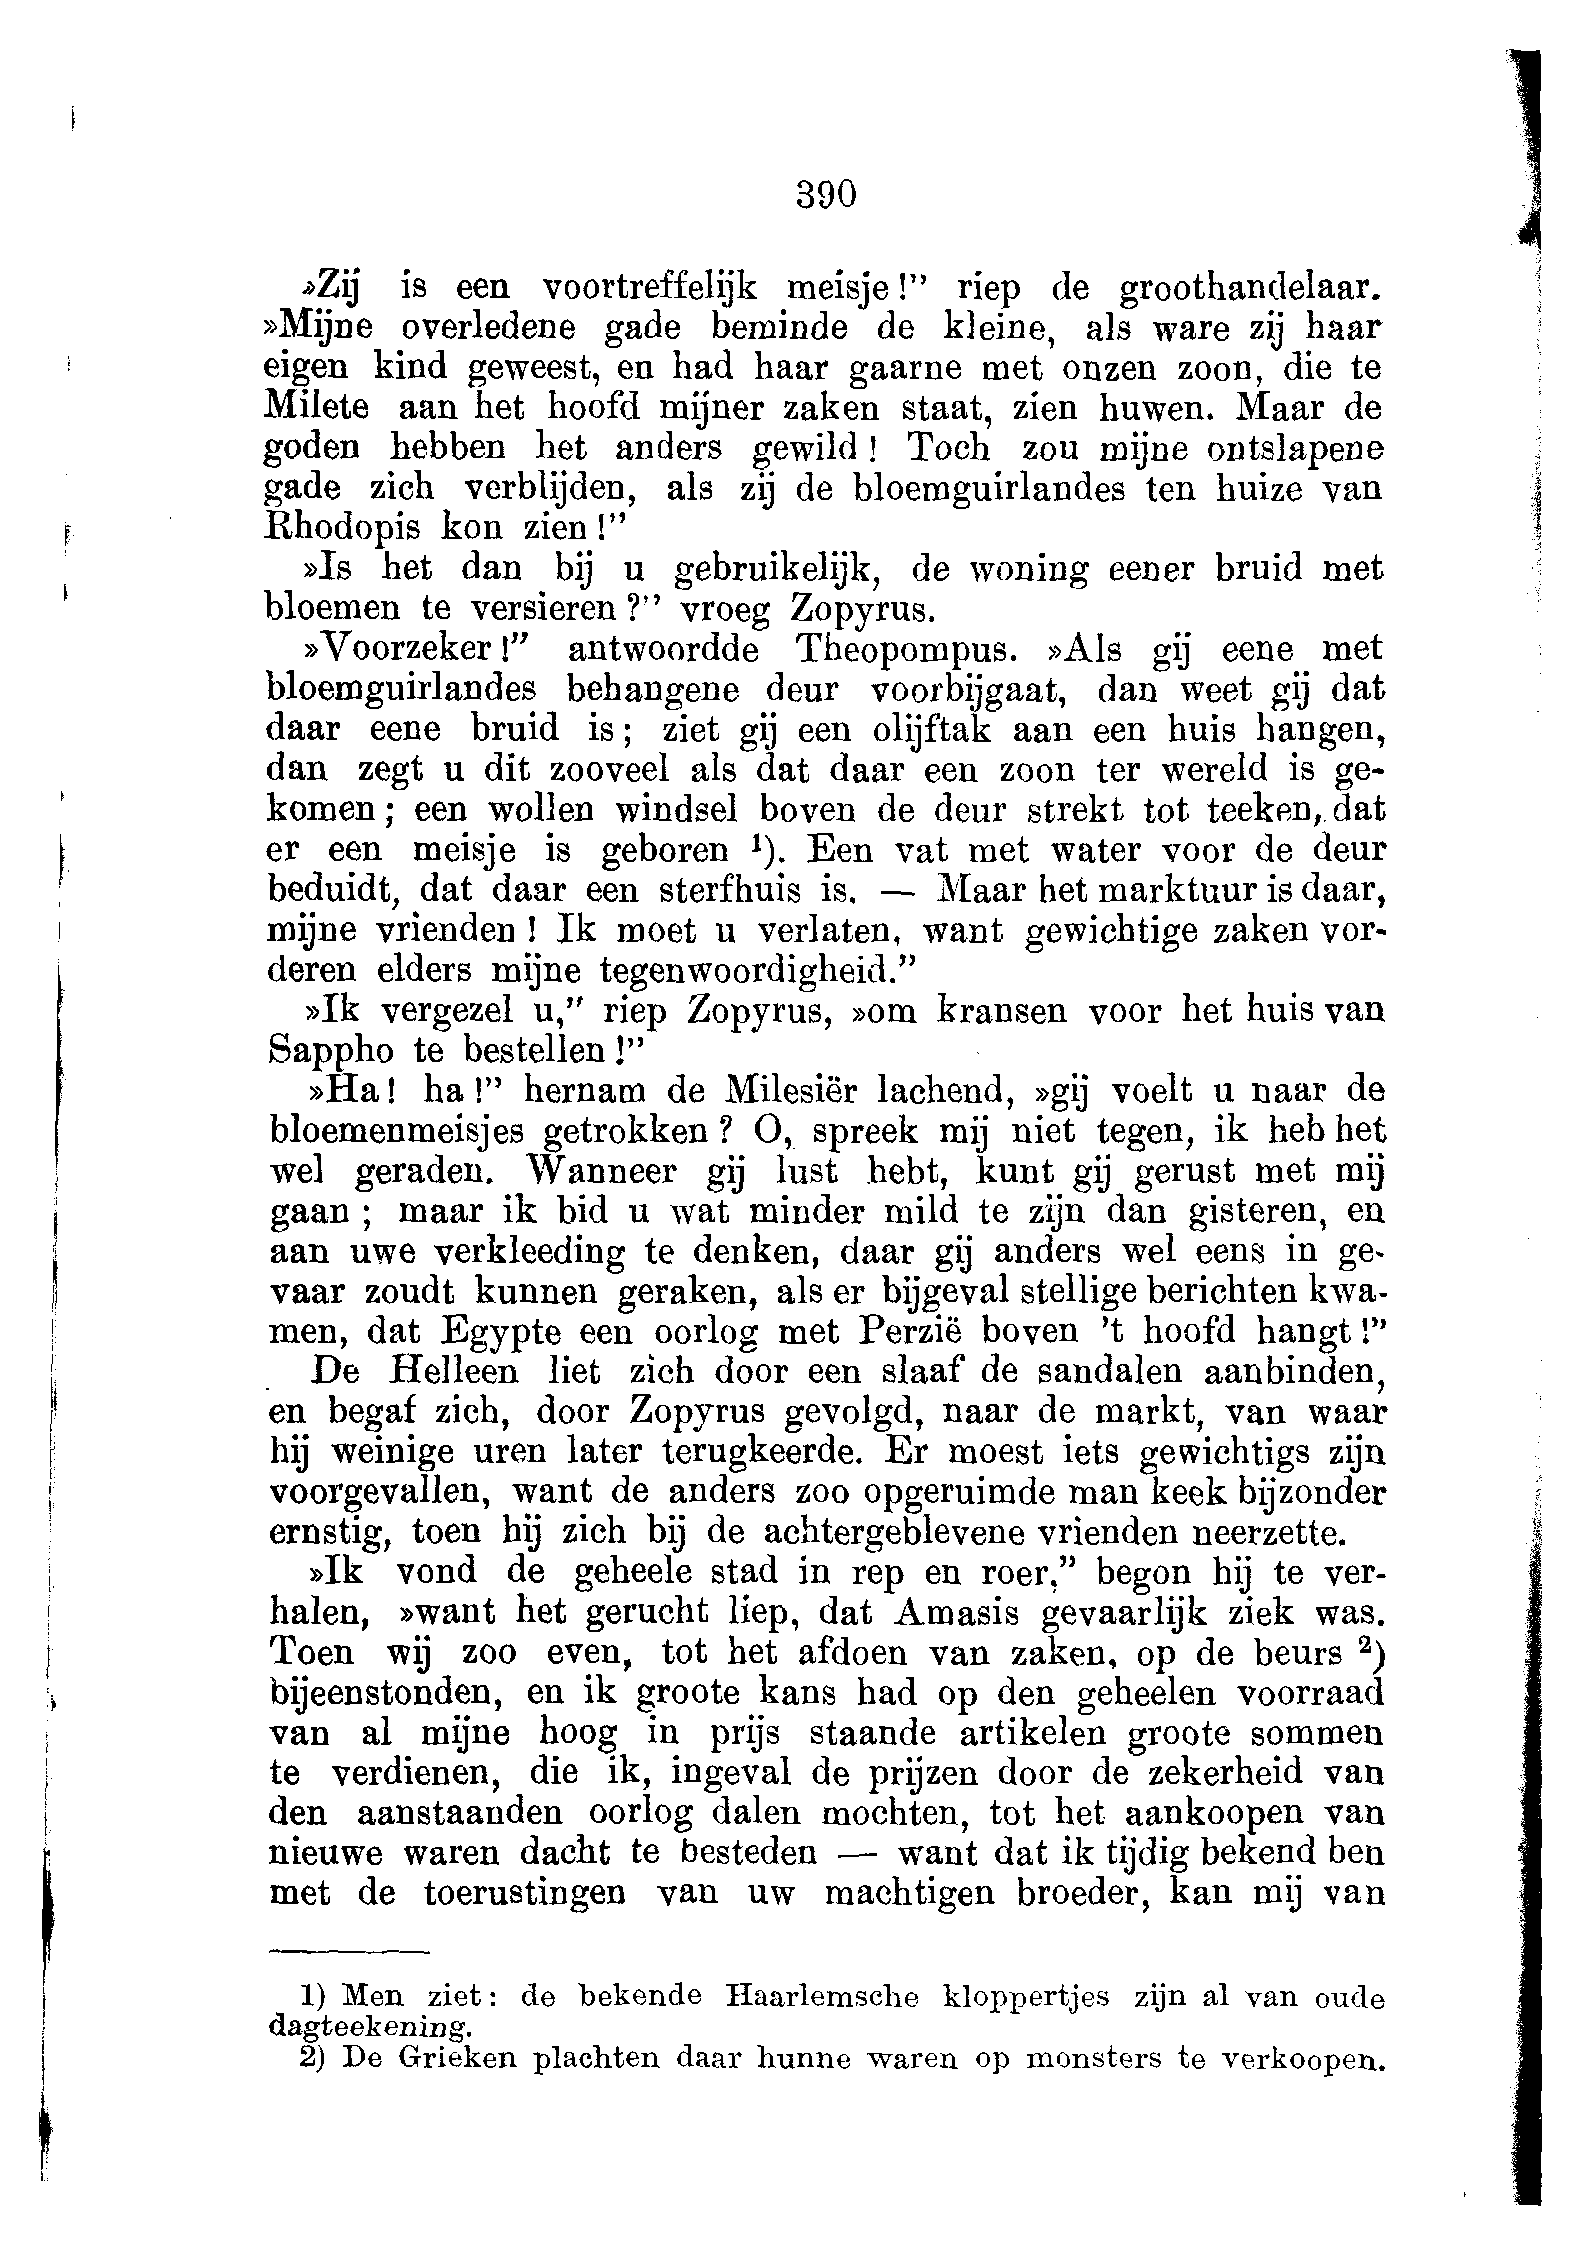 390
»Zij is een voortreffelijk meisje!” riep de groothandelaar.
»Mijne overledene gade beminde de kleine, als ware zij haar
eigen kind geweest, en had haar gaarne met onzen zoon, die te
Milete aan het hoofd mijner zaken staat, zien huwen. Maar de
goden hebben het anders gewild! Toch zou mijne ontslapene
gade zich verblijden, als zij de bloemguirlandes ten huize van
Rhodopis kon zien!”
»Is het dan bij u gebruikelijk, de woning eener bruid met
bloemen te versieren?” vroeg Zopyrus.
»Voorzeker!” antwoordde Theopompus. »Als gij eene met
bloemguirlandes behangene deur voorbijgaat, dan weet gij dat
daar eene bruid is; ziet gij een olijftak aan een huis hangen,
dan zegt u dit zooveel als dat daar een zoon ter wereld is ge-
komen; een wollen windsel boven de deur strekt tot teeken, dat
er een meisje is geboren ¹). Een vat met water voor de deur
beduidt, dat daar een sterfhuis is. — Maar het marktuur is daar,
mijne vrienden! Ik moet u verlaten, want gewichtige zaken vor-
deren elders mijne tegenwoordigheid.”
»Ik vergezel u,” riep Zopyrus, »om kransen voor het huis van
Sappho te bestellen!”
»Ha! ha!” hernam de Milesiër lachend, »gij voelt u naar de
bloemenmeisjes getrokken? O, spreek mij niet tegen, ik heb het
wel geraden. Wanneer gij lust hebt, kunt gij gerust met mij
gaan; maar ik bid u wat minder mild te zijn dan gisteren, en
aan uwe verkleeding te denken, daar gij anders wel eens in ge-
vaar zoudt kunnen geraken, als er bijgeval stellige berichten kwa-
men, dat Egypte een oorlog met Perzië boven 't hoofd hangt!”
De Helleen liet zich door een slaaf de sandalen aanbinden,
en begaf zich, door Zopyrus gevolgd, naar de markt, van waar
hij weinige uren later terugkeerde. Er moest iets gewichtigs zijn
voorgevallen, want de anders zoo opgeruimde man keek bijzonder
ernstig, toen hij zich bij de achtergeblevene vrienden neerzette.
»Ik vond de geheele stad in rep en roer,” begon hij te ver-
halen, »want het gerucht liep, dat Amasis gevaarlijk ziek was.
Toen wij zoo even, tot het afdoen van zaken, op de beurs ²)
bijeenstonden, en ik groote kans had op den geheelen voorraad
van al mijne hoog in prijs staande artikelen groote sommen
te verdienen, die ik, ingeval de prijzen door de zekerheid van
den aanstaanden oorlog dalen mochten, tot het aankoopen van
nieuwe waren dacht te besteden — want dat ik tijdig bekend ben
met de toerustingen van uw machtigen broeder, kan mij van
1) Men ziet: de bekende Haarlemsche kloppertjes zijn al van oude
dagteekening.
2) De Grieken plachten daar hunne waren op monsters te verkoopen.